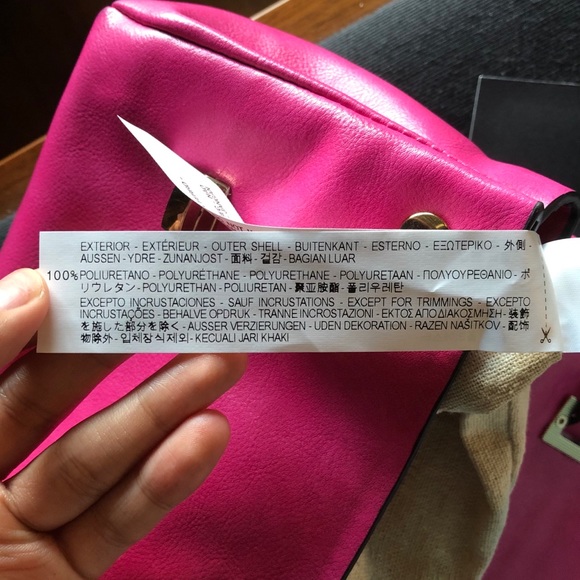 EXTERIOR - EXTÉRIEUR - OUTER SHELL - BUITENKANT - ESTERNO - ΕΞΩΤΕΡΙΚΟ - 外側 -
AUSSEN - YDRE - ZUNANJOST - 面料 - 겉감 - BAGIAN LUAR
100% POLIURETANO - POLYURÉTHANE - POLYURETHANE - POLYURETAAN - ΠΟΛΥΟΥΡΕΘΑΝΙΟ - ポ
リウレタン - POLYURETHAN - POLIURETAN - 聚亚胺酯 - 폴리우레탄
EXCEPTO INCRUSTACIONES - SAUF INCRUSTATIONS - EXCEPT FOR TRIMMINGS - EXCEPTO
INCRUSTAÇÕES - BEHALVE OPDRUK - TRANNE INCROSTAZIONI - ΕΚΤΟΣ ΑΠΟ ΔΙΑΚΟΣΜΗΣΗ - 装飾
を施した部分を除く - AUSSER VERZIERUNGEN - UDEN DEKORATION - RAZEN NAŠITKOV - 配饰
物除外 - 입체장식제외 - KECUALI JARI KHAKI